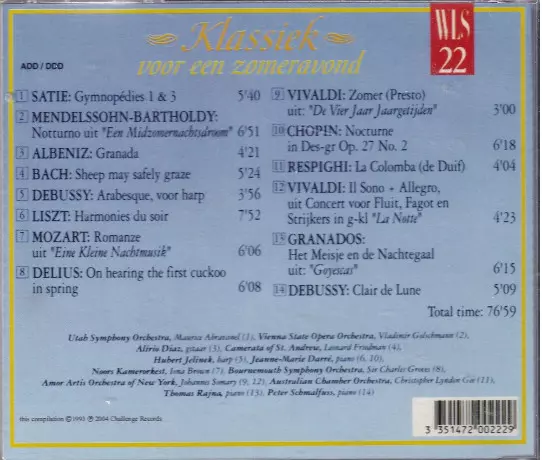 Klassiek
voor een zomeravond
WLS
22
ADD / DDD
1 SATIE: Gymnopédies 1 & 3 5'40
2 MENDELSSOHN-BARTHOLDY:
Notturno uit "Een Midzomernachtsdroom" 6'51
3 ALBENIZ: Granada 4'21
4 BACH: Sheep may safely graze 5'24
5 DEBUSSY: Arabesque, voor harp 3'56
6 LISZT: Harmonies du soir 7'52
7 MOZART: Romanze
uit "Eine Kleine Nachtmusik" 6'06
8 DELIUS: On hearing the first cuckoo
in spring 6'08
9 VIVALDI: Zomer (Presto)
uit: "De Vier Jaar Jaargetijden" 3'00
10 CHOPIN: Nocturne
in Des-gr Op. 27 No. 2 6'18
11 RESPIGHI: La Colomba (de Duif) 4'04
12 VIVALDI: Il Sono + Allegro,
uit Concert voor Fluit, Fagot en
Strijkers in g-kl "La Notte" 4'23
13 GRANADOS:
Het Meisje en de Nachtegaal
uit: "Goyescas" 6'15
14 DEBUSSY: Clair de Lune 5'09
Total time: 76'59
Utah Symphony Orchestra, Maurice Abravanel (1), Vienna State Opera Orchestra, Vladimir Golschmann (2),
Alirio Diaz, gitaar (3), Camerata of St. Andrew, Leonard Friedman (4),
Hubert Jelinek, harp (5), Jeanne-Marie Darré, piano (6, 10),
Noors Kamerorkest, Iona Brown (7), Bournemouth Symphony Orchestra, Sir Charles Groves (8),
Amor Artis Orchestra of New York, Johannes Somary (9, 12), Australian Chamber Orchestra, Christopher Lyndon Gee (11),
Thomas Rajna, piano (13), Peter Schmalfuss, piano (14)
this compilation ©1995 ℗ 2004 Challenge Records
3 351472 002229